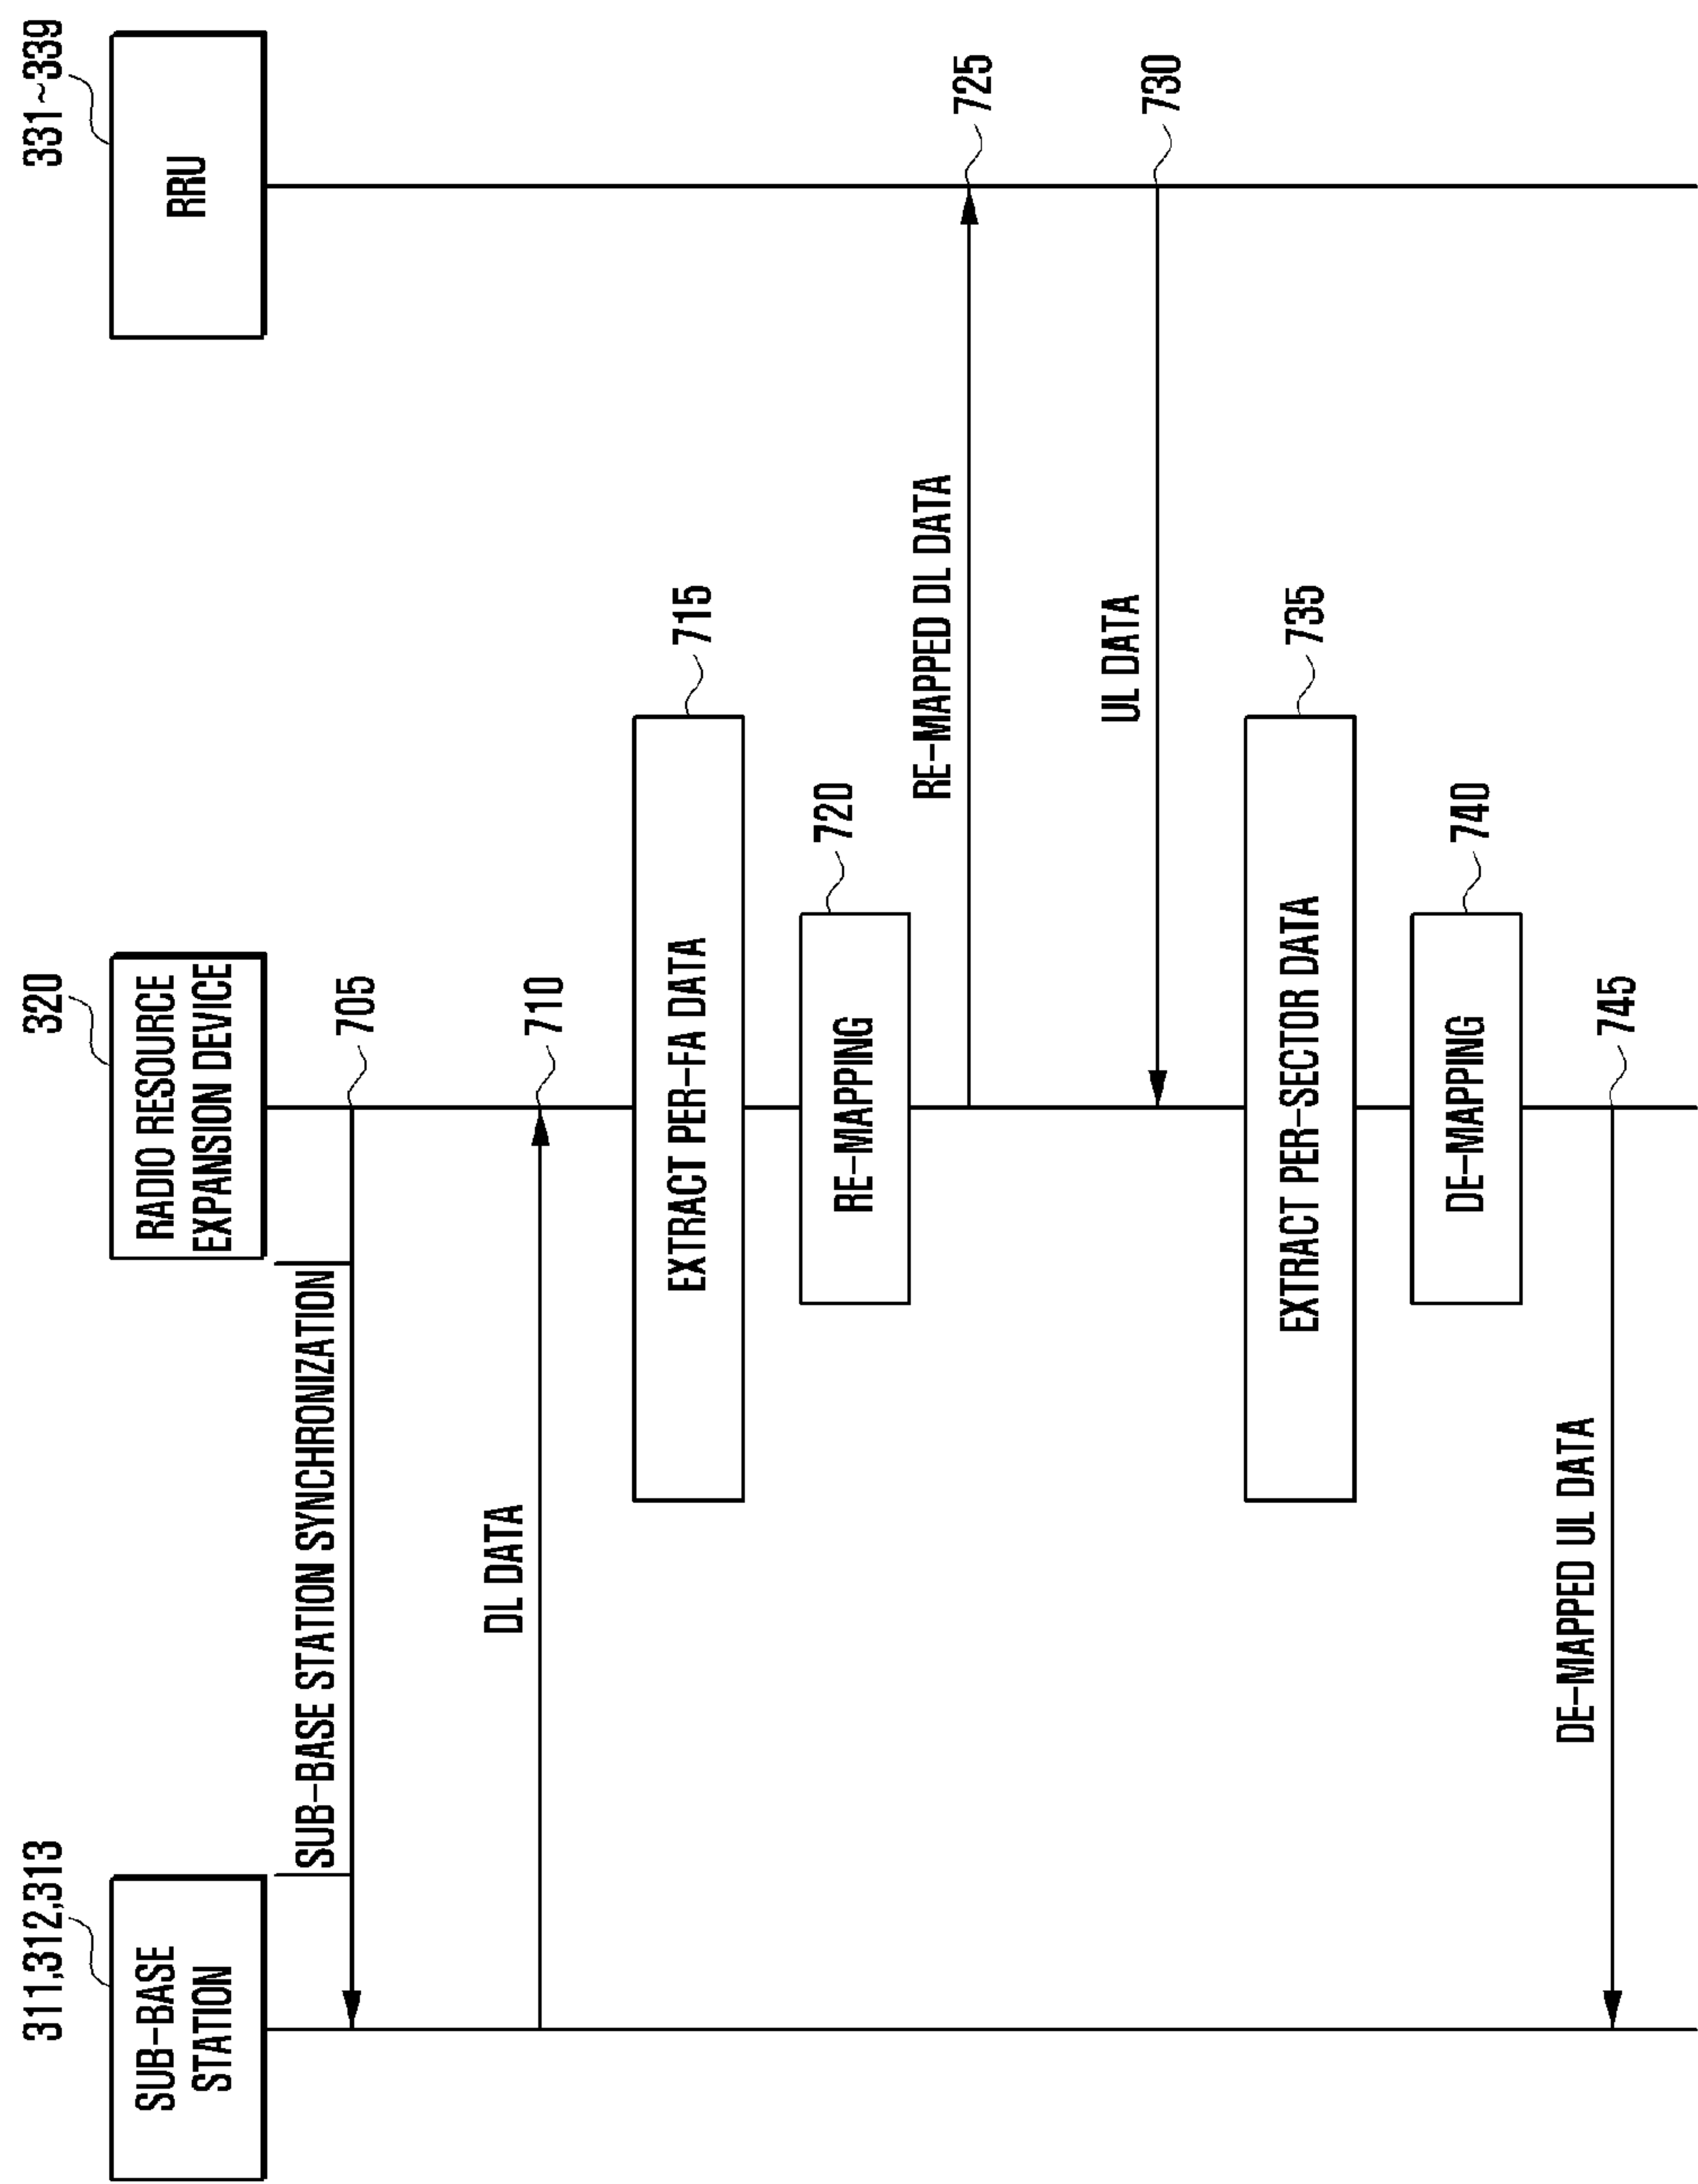 311,312,313
SUB-BASE
STATION
320
RADIO RESOURCE
EXPANSION DEVICE
331~339
RRU
SUB-BASE STATION SYNCHRONIZATION
705
DL DATA
710
EXTRACT PER-FA DATA
715
RE-MAPPING
720
RE-MAPPED DL DATA
725
UL DATA
730
EXTRACT PER-SECTOR DATA
735
DE-MAPPING
740
DE-MAPPED UL DATA
745